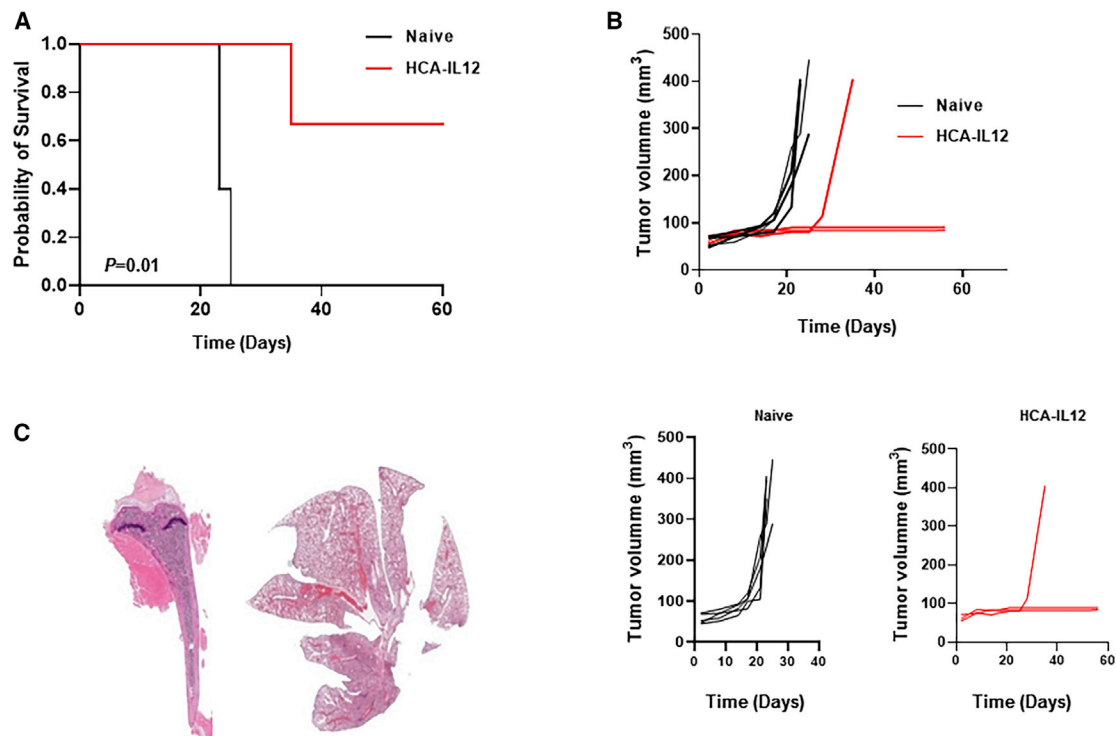 A
Naive
HCA-IL12
Probability of Survival
1.0
0.8
0.6
0.4
0.2
0.0
P=0.01
0 20 40 60
Time (Days)
B
Tumor volumme (mm³)
500
400
300
200
100
0
Naive
HCA-IL12
0 20 40 60
Time (Days)
C
Naive
Tumor volumme (mm³)
500
400
300
200
100
0
0 10 20 30 40
Time (Days)
HCA-IL12
Tumor volumme (mm³)
500
400
300
200
100
0
0 20 40 60
Time (Days)